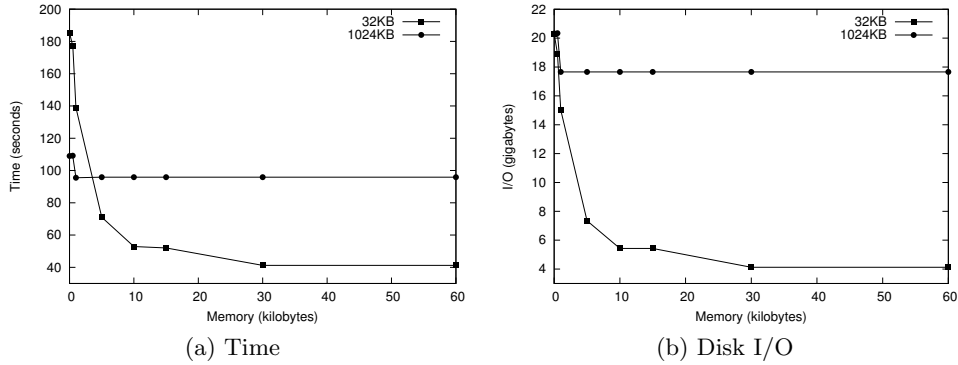 200
180
160
140
120
100
80
60
40
0 10 20 30 40 50 60
Time (seconds)
Memory (kilobytes)
32KB
1024KB
(a) Time
22
20
18
16
14
12
10
8
6
4
0 10 20 30 40 50 60
I/O (gigabytes)
Memory (kilobytes)
32KB
1024KB
(b) Disk I/O